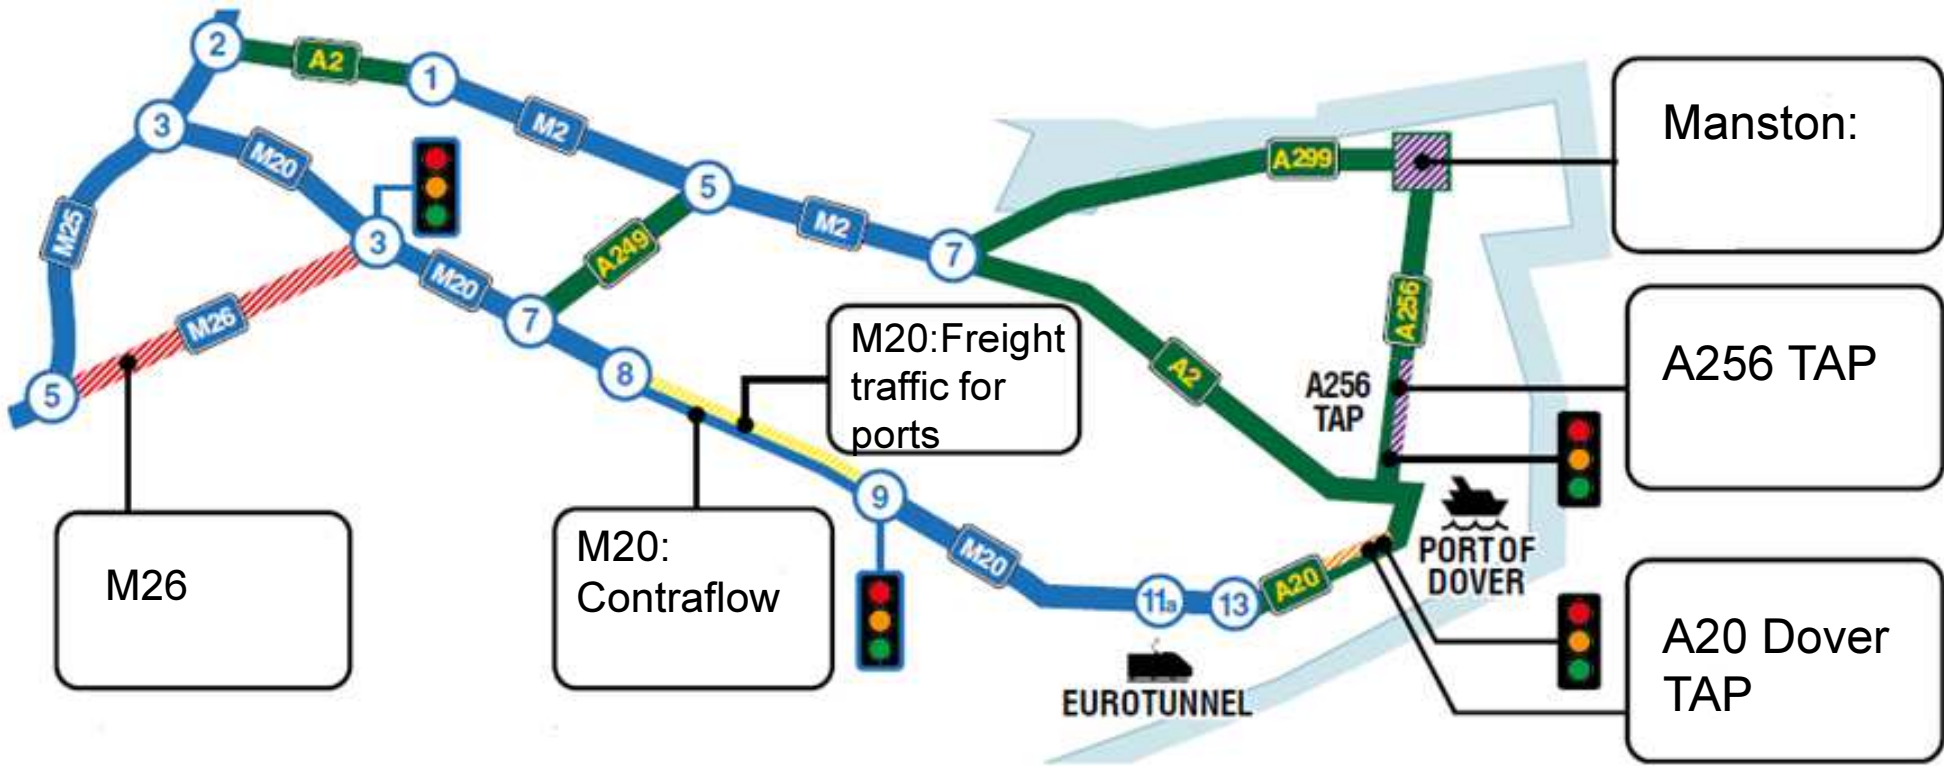 2
A2
1
M2
3
M20
M25
3
5
M2
A249
M20
7
A299
Manston:
M26
7
A256
5
8
M20:Freight
traffic for
ports
A2
A256
TAP
A256 TAP
9
M26
M20:
Contraflow
M20
11a
13
A20
PORT OF
DOVER
EUROTUNNEL
A20 Dover
TAP